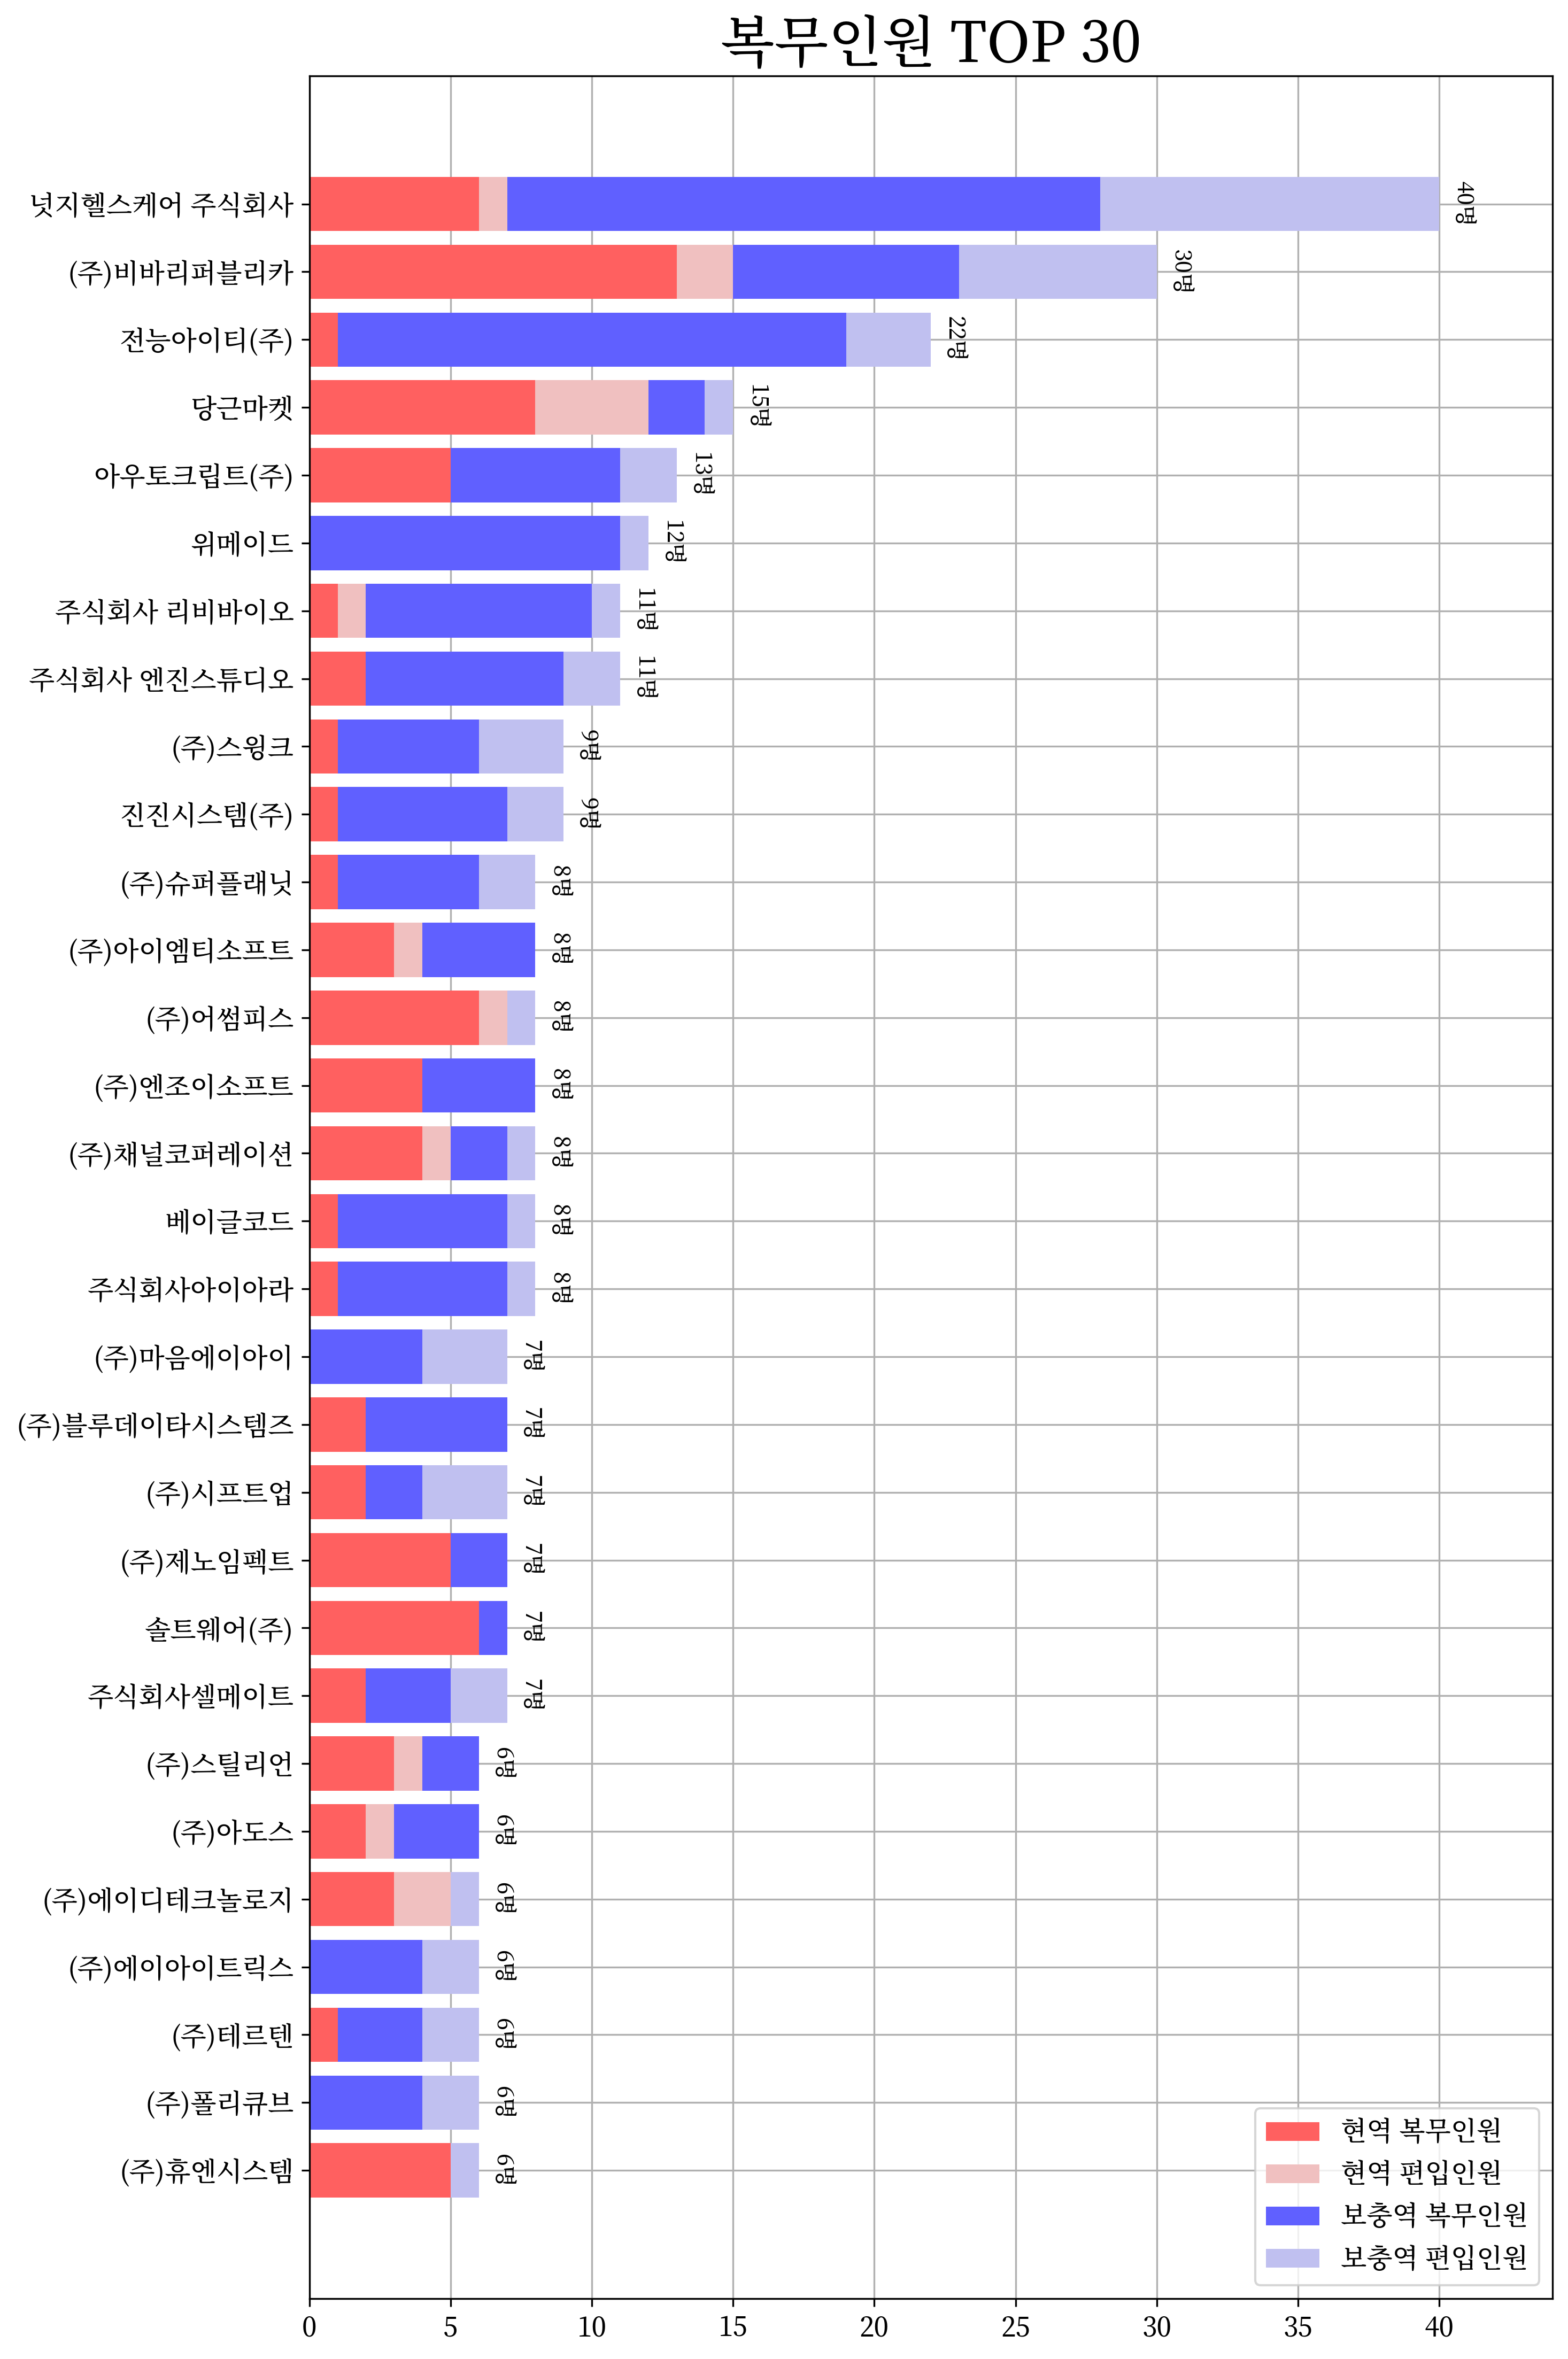 복무인원 TOP 30
넛지헬스케어 주식회사
40명
(주)비바리퍼블리카
30명
전능아이티(주)
22명
당근마켓
15명
아우토크립트(주)
13명
위메이드
12명
주식회사 리비바이오
11명
주식회사 엔진스튜디오
11명
(주)스윙크
9명
진진시스템(주)
9명
(주)슈퍼플래닛
8명
(주)아이엠티소프트
8명
(주)어썸피스
8명
(주)엔조이소프트
8명
(주)채널코퍼레이션
8명
베이글코드
8명
주식회사아이아라
8명
(주)마음에이아이
7명
(주)블루데이타시스템즈
7명
(주)시프트업
7명
(주)제노임펙트
7명
솔트웨어(주)
7명
주식회사셀메이트
7명
(주)스틸리언
6명
(주)아도스
6명
(주)에이디테크놀로지
6명
(주)에이아이트릭스
6명
(주)테르텐
6명
(주)폴리큐브
6명
(주)휴엔시스템
6명
현역 복무인원
현역 편입인원
보충역 복무인원
보충역 편입인원
0 5 10 15 20 25 30 35 40